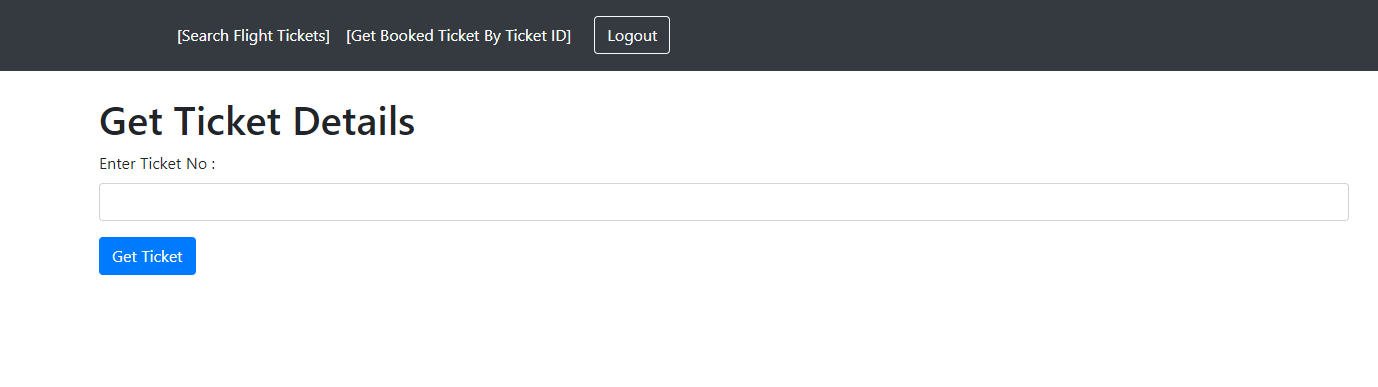 [Search Flight Tickets] [Get Booked Ticket By Ticket ID] Logout
Get Ticket Details
Enter Ticket No :
Get Ticket